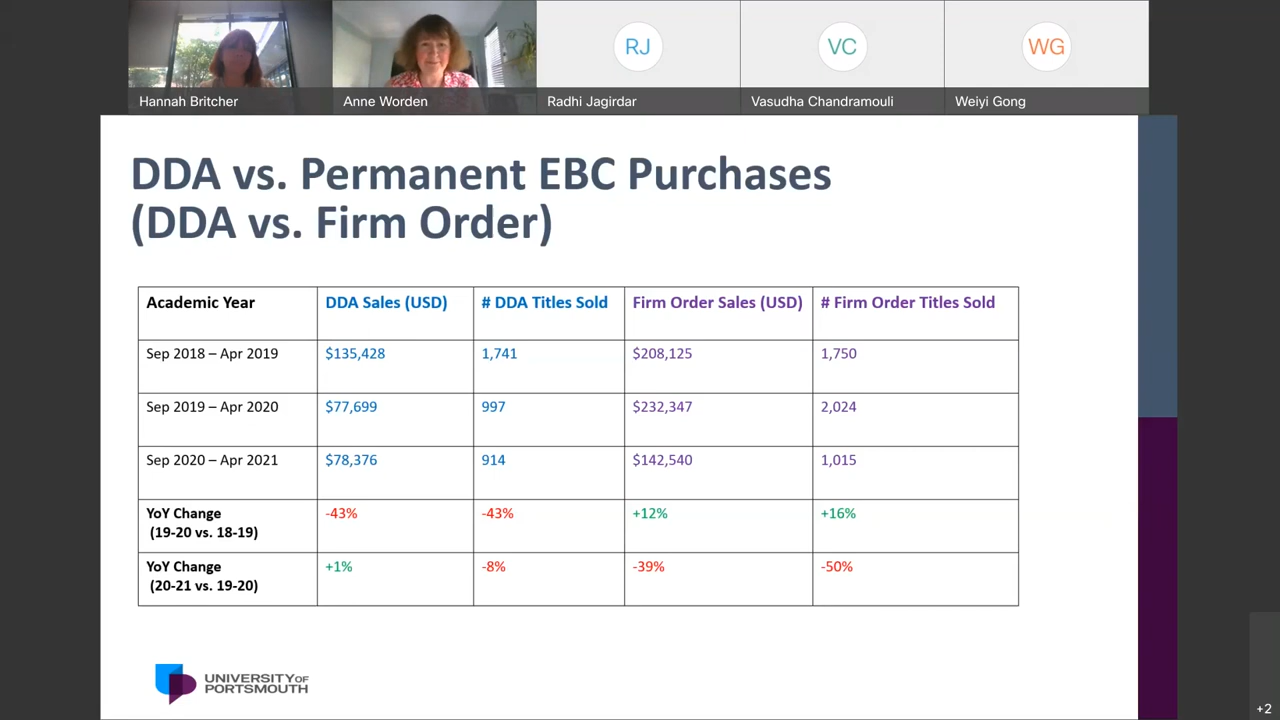 RJ
VC
WG
Hannah Britcher
Anne Worden
Radhi Jagirdar
Vasudha Chandramouli
Weiyi Gong
DDA vs. Permanent EBC Purchases
(DDA vs. Firm Order)
Academic Year DDA Sales (USD) # DDA Titles Sold Firm Order Sales (USD) # Firm Order Titles Sold
Sep 2018 – Apr 2019 $135,428 1,741 $208,125 1,750
Sep 2019 – Apr 2020 $77,699 997 $232,347 2,024
Sep 2020 – Apr 2021 $78,376 914 $142,540 1,015
YoY Change -43% -43% +12% +16%
(19-20 vs. 18-19)
YoY Change +1% -8% -39% -50%
(20-21 vs. 19-20)
UNIVERSITY OF
PORTSMOUTH
+2